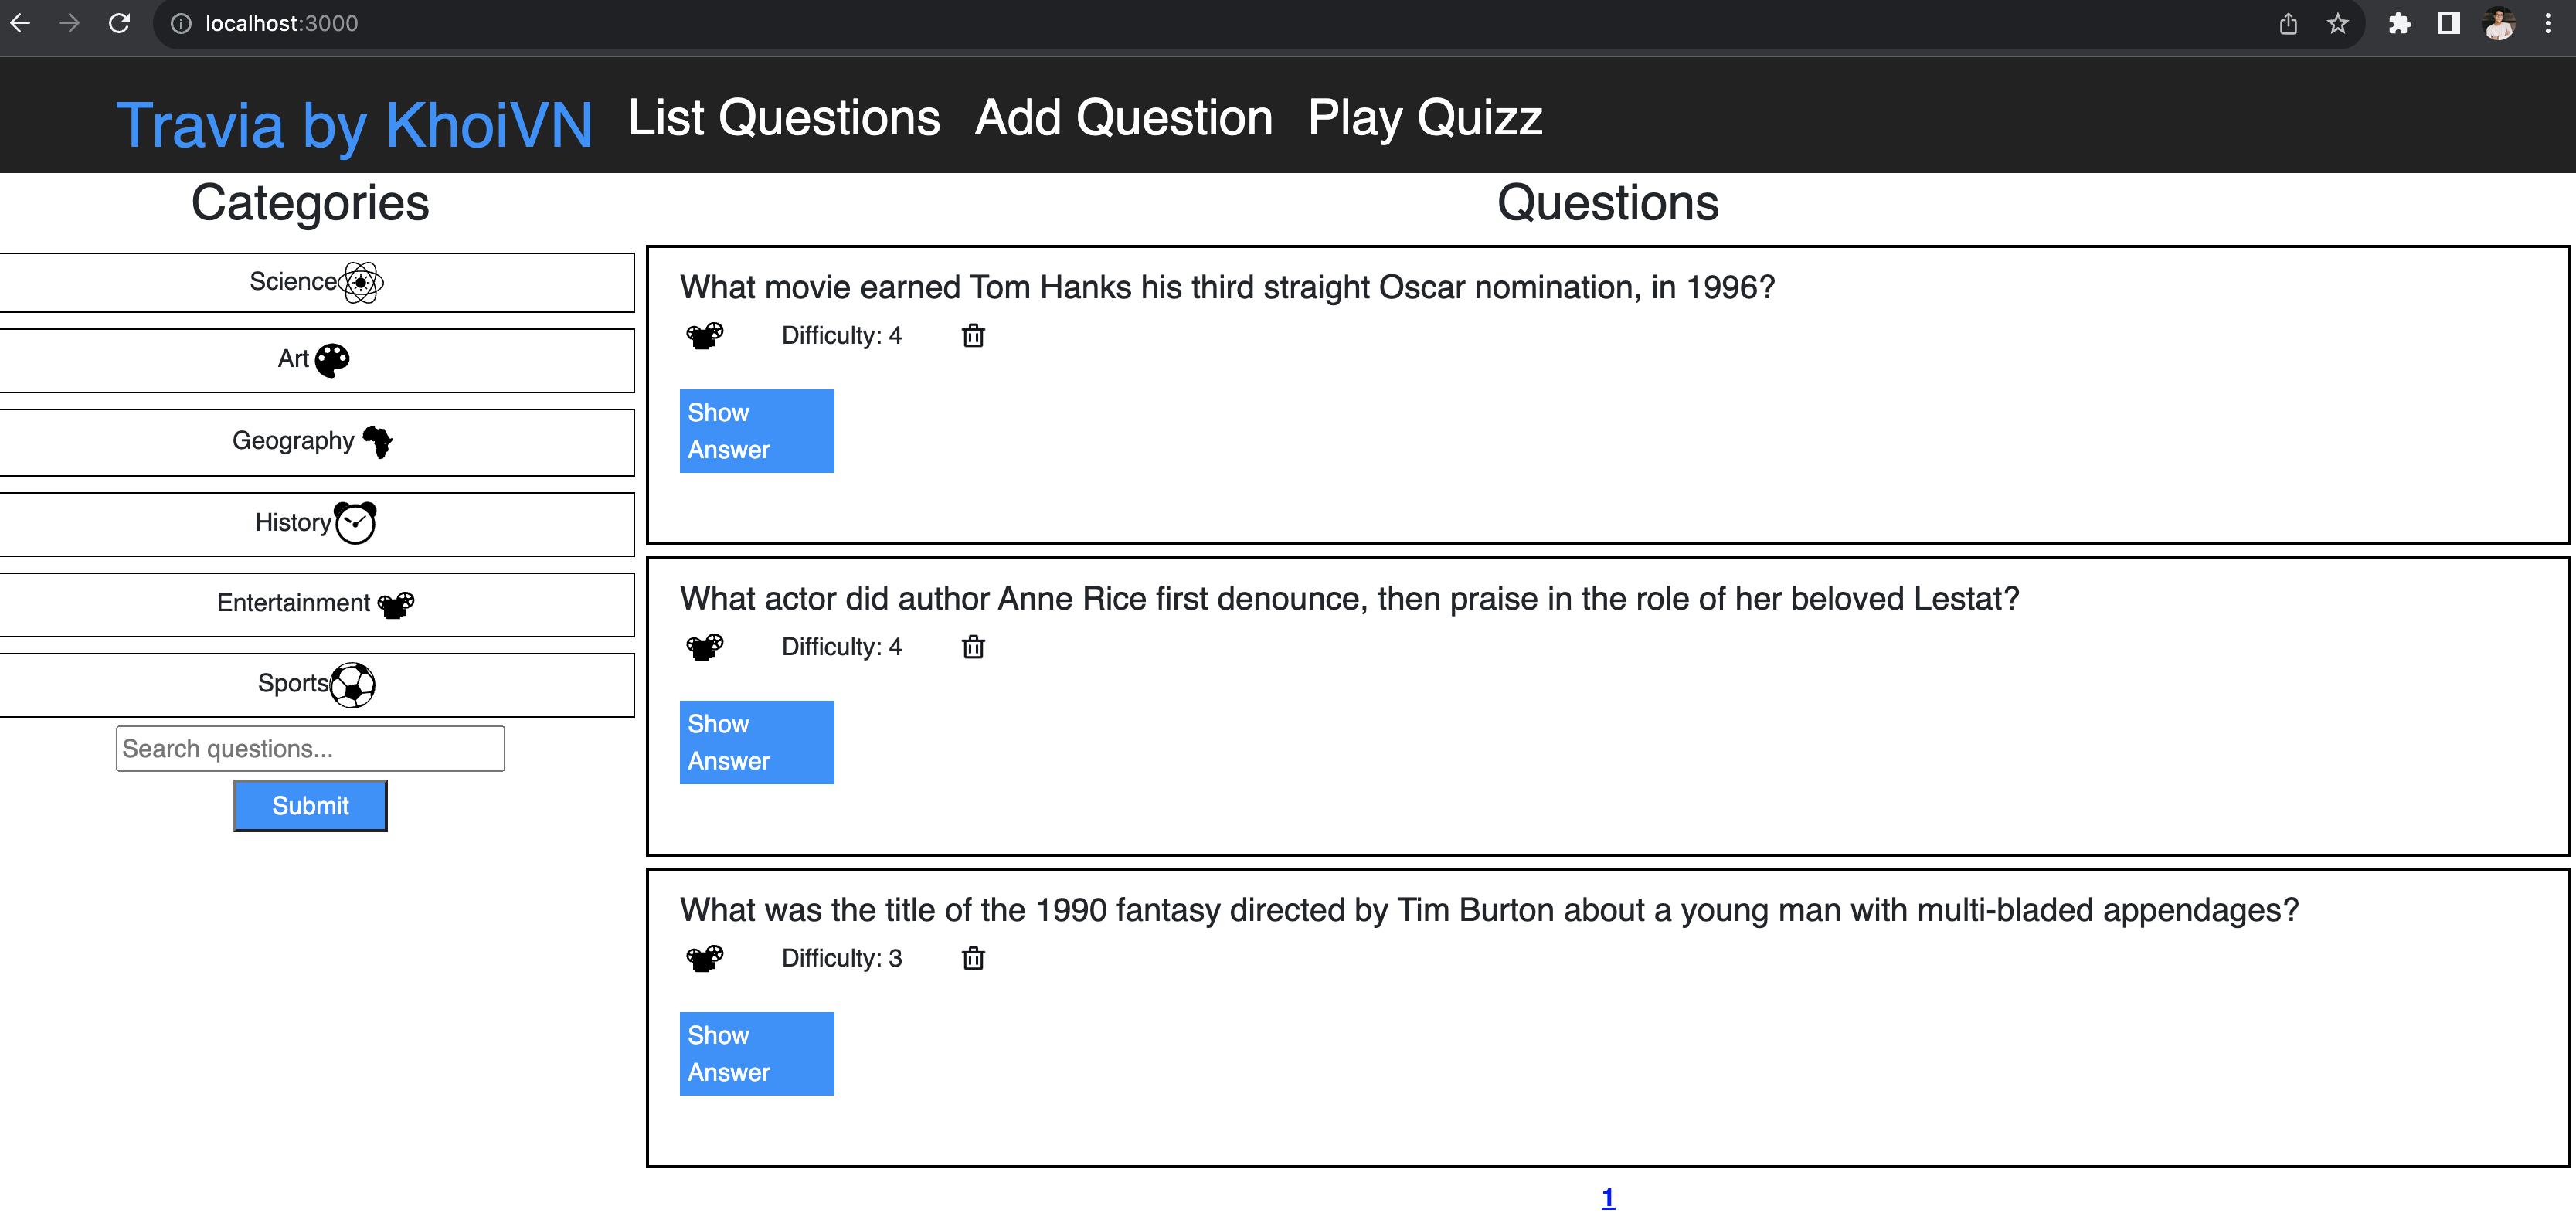 localhost:3000
Travia by KhoiVN List Questions Add Question Play Quizz
Categories
Science
Art
Geography
History
Entertainment
Sports
Search questions...
Submit
Questions
What movie earned Tom Hanks his third straight Oscar nomination, in 1996?
Difficulty: 4
Show
Answer
What actor did author Anne Rice first denounce, then praise in the role of her beloved Lestat?
Difficulty: 4
Show
Answer
What was the title of the 1990 fantasy directed by Tim Burton about a young man with multi-bladed appendages?
Difficulty: 3
Show
Answer
1